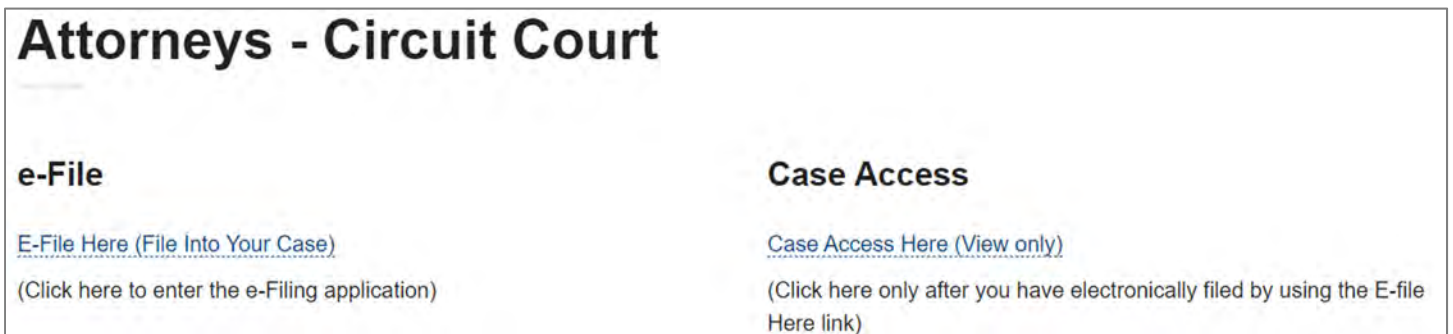 Attorneys - Circuit Court
e-File
E-File Here (File Into Your Case)
(Click here to enter the e-Filing application)
Case Access
Case Access Here (View only)
(Click here only after you have electronically filed by using the E-file
Here link)